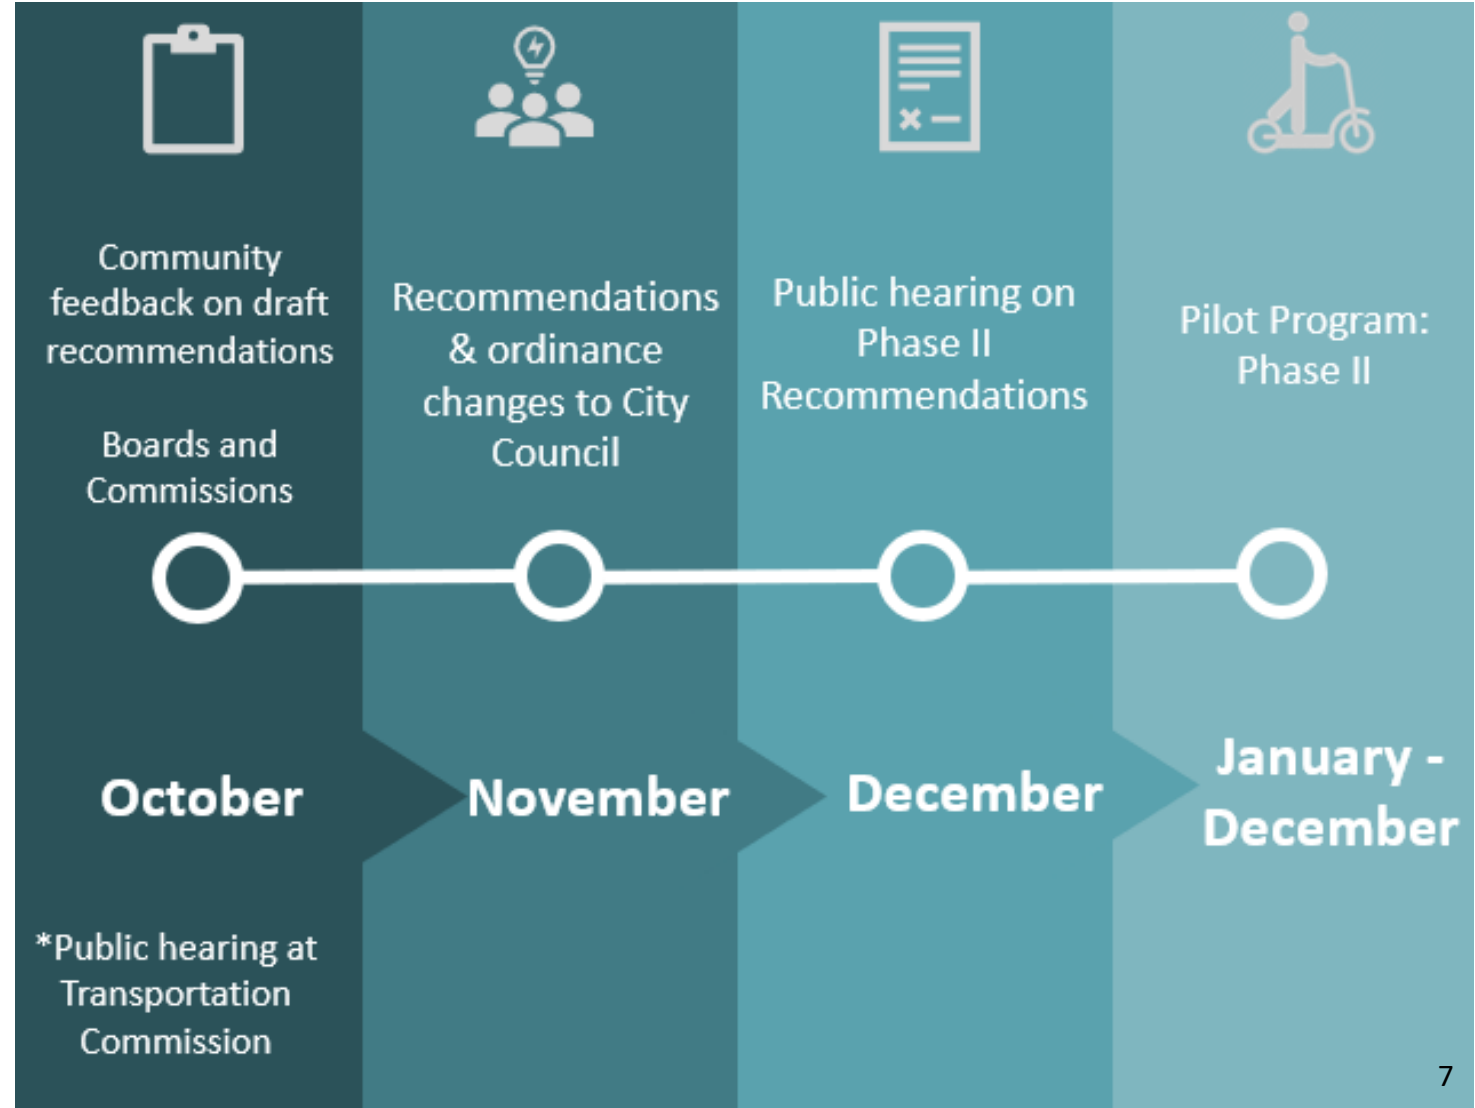 Community
feedback on draft
recommendations
Boards and
Commissions
October
*Public hearing at
Transportation
Commission
Recommendations
& ordinance
changes to City
Council
November
Public hearing on
Phase II
Recommendations
December
Pilot Program:
Phase II
January -
December
7